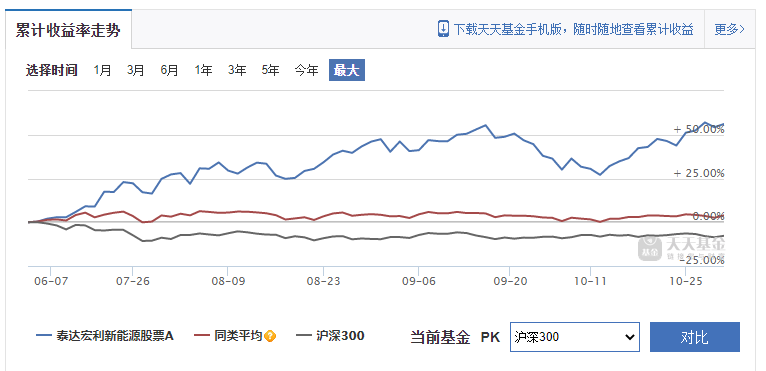 累计收益率走势
下载天天基金手机版，随时随地查看累计收益
更多>
选择时间 1月 3月 6月 1年 3年 5年 今年 最大
+ 50.00%
+ 25.00%
0.00%
天天基金
基金
-25.00%
06-07 07-26 08-09 08-23 09-06 09-20 10-11 10-25
泰达宏利新能源股票A 同类平均? 沪深300
当前基金 PK 沪深300 对比